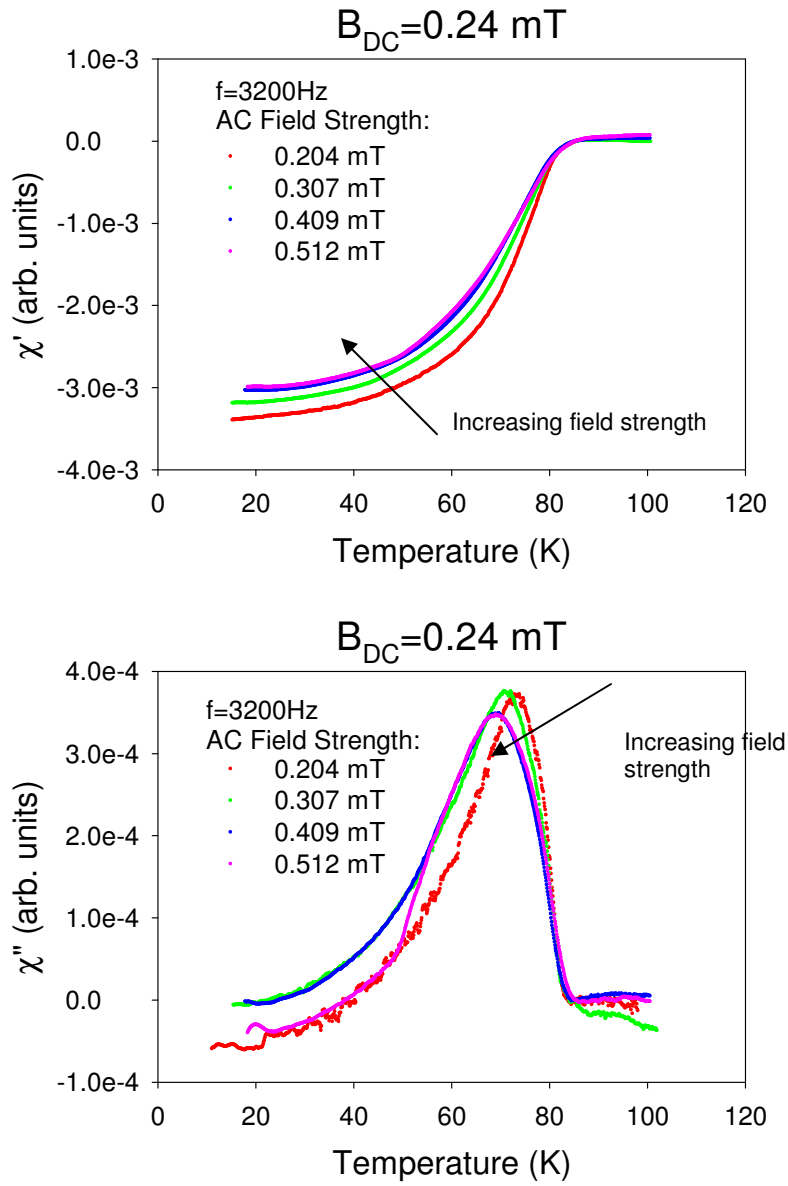 B_DC=0.24 mT
1.0e-3
f=3200Hz
AC Field Strength:
0.204 mT
0.307 mT
0.409 mT
0.512 mT
0.0
-1.0e-3
-2.0e-3
-3.0e-3
-4.0e-3
χ' (arb. units)
Increasing field strength
0 20 40 60 80 100 120
Temperature (K)
B_DC=0.24 mT
4.0e-4
f=3200Hz
AC Field Strength:
0.204 mT
0.307 mT
0.409 mT
0.512 mT
Increasing field
strength
3.0e-4
2.0e-4
1.0e-4
0.0
-1.0e-4
χ" (arb. units)
0 20 40 60 80 100 120
Temperature (K)